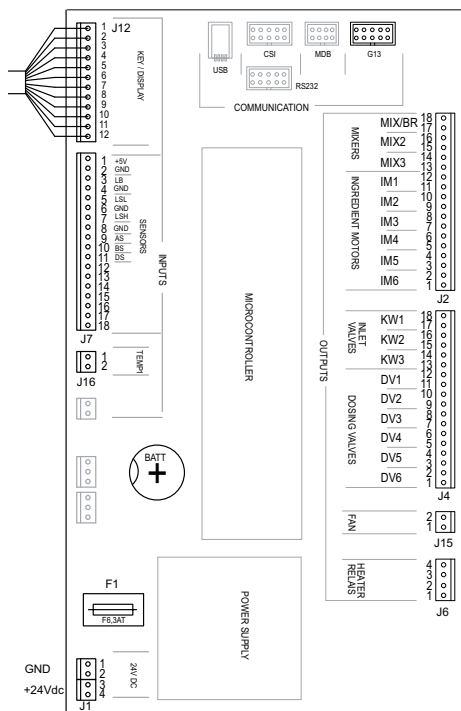 J12
1
2
3
4
5
6
7
8
9
10
11
12
KEY / DISPLAY
USB
CSI
MDB
G13
RS232
COMMUNICATION
1 +5V
2 GND
3 LB
4 GND
5 LSL
6 GND
7 LSH
8 GND
9 AS
10 BS
11 DS
12
13
14
15
16
17
18
J7
SENSORS
INPUTS
1
2
J16
TEMP1
BATT
+
F1
F6,3AT
GND
+24Vdc
1
2
3
4
J1
24V DC
MICROCONTROLLER
POWER SUPPLY
OUTPUTS
MIXERS
MIX/BR 18
17
MIX2 16
15
MIX3 14
13
INGREDIENT MOTORS
IM1 12
11
IM2 10
9
IM3 8
7
IM4 6
5
IM5 4
3
IM6 2
1
J2
INLET VALVES
KW1 18
17
KW2 16
15
KW3 14
13
DOSING VALVES
DV1 12
11
DV2 10
9
DV3 8
7
DV4 6
5
DV5 4
3
DV6 2
1
J4
FAN
2
1
J15
HEATER RELAIS
4
3
2
1
J6